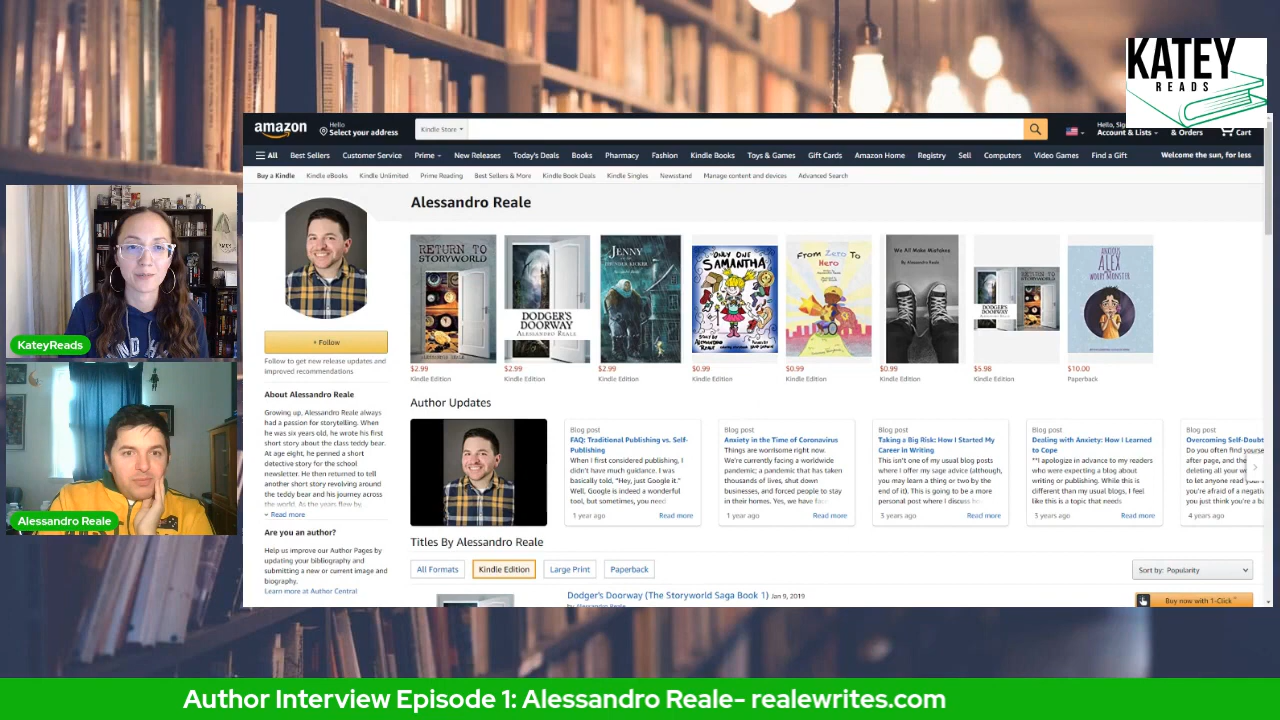 KATEY
READS
amazon
Hello
Select your address
Kindle Store
Hello, Sig
Account & Lists
& Orders
Cart
All
Best Sellers
Customer Service
Prime
New Releases
Today's Deals
Books
Pharmacy
Fashion
Kindle Books
Toys & Games
Gift Cards
Amazon Home
Registry
Sell
Computers
Video Games
Find a Gift
Welcome the sun, for less
Buy a Kindle
Kindle eBooks
Kindle Unlimited
Prime Reading
Best Sellers & More
Kindle Book Deals
Kindle Singles
Newsstand
Manage content and devices
Advanced Search
Alessandro Reale
RETURN TO
STORYWORLD
ALESSANDRO REALE
DODGER'S
DOORWAY
ALESSANDRO REALE
JENNY
THUNDER KICKER
ONLY ONE
SAMANTHA
From Zero To
Hero
We All Make Mistakes
By Alessandro Reale
ANXIOUS
ALEX
WORRY MONSTER
$2.99
Kindle Edition
$2.99
Kindle Edition
$2.99
Kindle Edition
$0.99
Kindle Edition
$0.99
Kindle Edition
$0.99
Kindle Edition
$5.98
Kindle Edition
$10.00
Paperback
+ Follow
Follow to get new release updates and
improved recommendations
About Alessandro Reale
Growing up, Alessandro Reale always
had a passion for storytelling. When
he was six years old, he wrote his first
short story about the class teddy bear.
At age eight, he penned a short
detective story for the school
newsletter. He then returned to tell
another short story revolving around
the teddy bear and his journey across
the world. As the years flew by,
Read more
Are you an author?
Help us improve our Author Pages by
updating your bibliography and
submitting a new or current image and
biography.
Learn more at Author Central
Author Updates
Blog post
FAQ: Traditional Publishing vs. Self-
Publishing
When I first considered publishing, I
didn't have much guidance. I was
basically told, "Hey, just Google it."
Well, Google is indeed a wonderful
tool, but sometimes, you need
1 year ago
Read more
Blog post
Anxiety in the Time of Coronavirus
Things are worrisome right now.
We're currently facing a worldwide
pandemic; a pandemic that has taken
thousands of lives, shut down
businesses, and forced people to stay
in their homes. Yes, we have
1 year ago
Read more
Blog post
Taking a Big Risk: How I Started My
Career in Writing
This isn't one of my usual blog posts
where I offer my sage advice (although,
you may learn a thing or two by the
end of it). This is going to be a more
personal post where I discuss
3 years ago
Read more
Blog post
Dealing with Anxiety: How I Learned
to Cope
**I apologize in advance to my readers
who were expecting a blog about
writing or publishing. While this is
different than my usual blogs, I feel
like this is a topic that needs
3 years ago
Read more
Blog post
Overcoming Self-Doubt
Do you often find yourse
after page, and the
deleting all your w
to let anyone read your
you're afraid of a negativ
you just think you're a b
4 years ago
Titles By Alessandro Reale
All Formats
Kindle Edition
Large Print
Paperback
Sort by: Popularity
Dodger's Doorway (The Storyworld Saga Book 1) Jan 9, 2019
by Alessandro Reale
Buy now with 1-Click
KateyReads
Alessandro Reale
Author Interview Episode 1: Alessandro Reale- realewrites.com